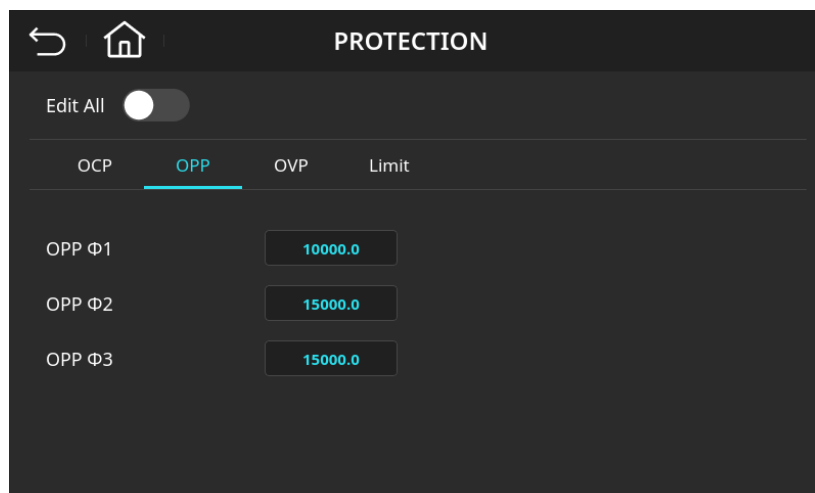 PROTECTION
Edit All
OCP OPP OVP Limit
OPP Φ1 10000.0
OPP Φ2 15000.0
OPP Φ3 15000.0